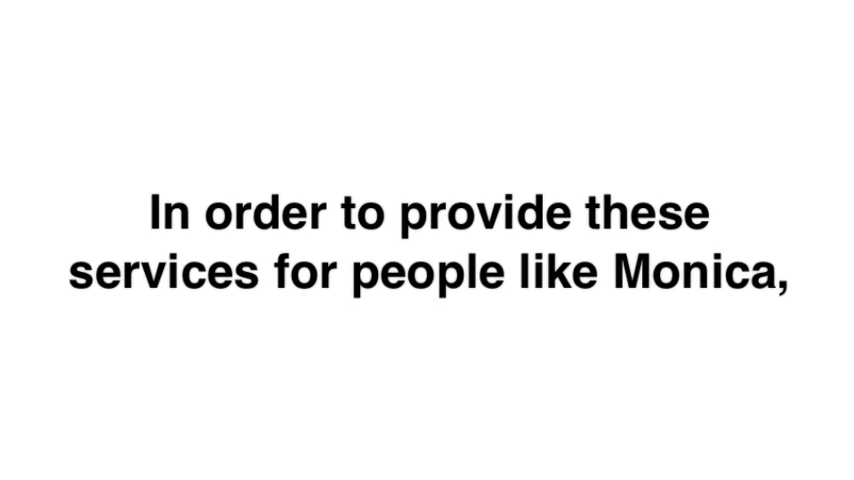 In order to provide these
services for people like Monica,